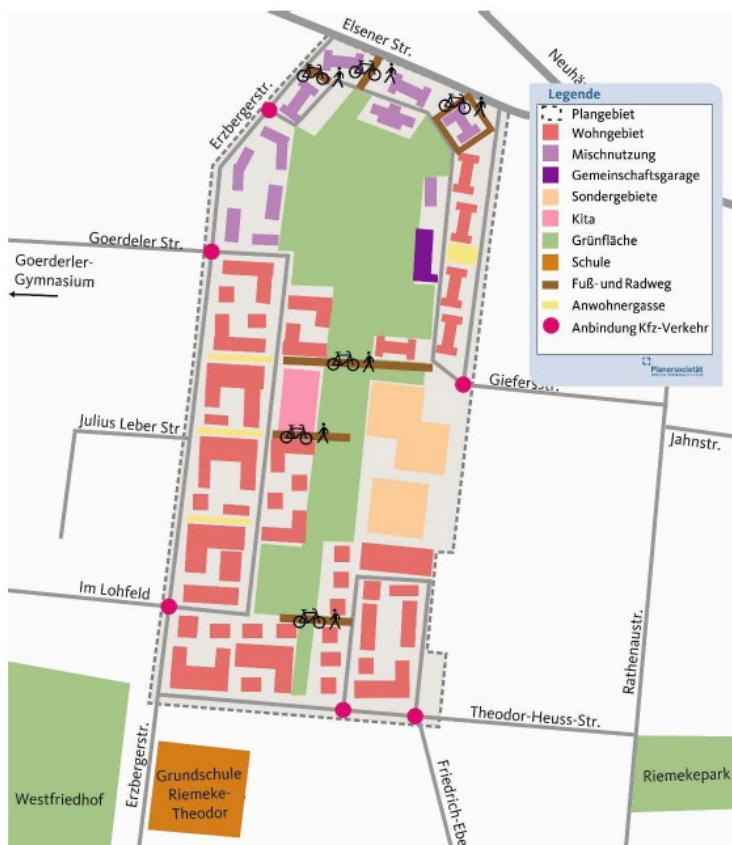 Elsener Str.
Neuhä
Erzbergerstr.
Legende
Plangebiet
Wohngebiet
Mischnutzung
Gemeinschaftsgarage
Sondergebiete
Kita
Grünfläche
Schule
Fuß- und Radweg
Anwohnergasse
Anbindung Kfz-Verkehr
Planersocietät
Goerdeler Str.
Goerderler-
Gymnasium
Giefersstr.
Julius Leber Str
Jahnstr.
Im Lohfeld
Rathenaustr.
Theodor-Heuss-Str.
Erzbergerstr.
Friedrich-Ebe
Grundschule
Riemeke-
Theodor
Westfriedhof
Riemekepark